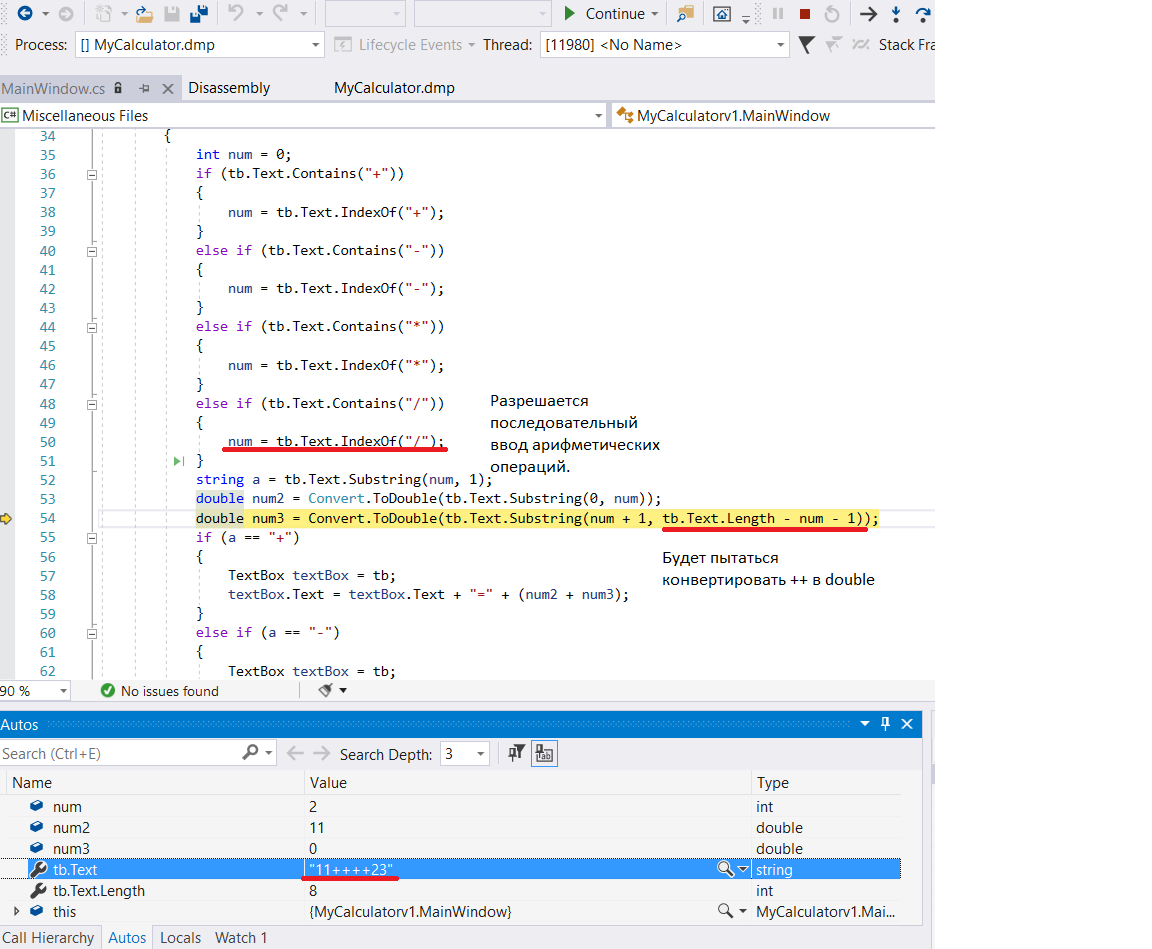 Continue
Process: [] MyCalculator.dmp Lifecycle Events Thread: [11980] <No Name> Stack Fra
MainWindow.cs Disassembly MyCalculator.dmp
C# Miscellaneous Files MyCalculatorv1.MainWindow
34 {
35 int num = 0;
36 if (tb.Text.Contains("+"))
37 {
38 num = tb.Text.IndexOf("+");
39 }
40 else if (tb.Text.Contains("-"))
41 {
42 num = tb.Text.IndexOf("-");
43 }
44 else if (tb.Text.Contains("*"))
45 {
46 num = tb.Text.IndexOf("*");
47 }
48 else if (tb.Text.Contains("/"))
49 {
50 num = tb.Text.IndexOf("/");
51 }
Разрешается
последовательный
ввод арифметических
операций.
52 string a = tb.Text.Substring(num, 1);
53 double num2 = Convert.ToDouble(tb.Text.Substring(0, num));
54 double num3 = Convert.ToDouble(tb.Text.Substring(num + 1, tb.Text.Length - num - 1));
55 if (a == "+")
56 {
57 TextBox textBox = tb;
58 textBox.Text = textBox.Text + "=" + (num2 + num3);
59 }
60 else if (a == "-")
61 {
62 TextBox textBox = tb;
Будет пытаться
конвертировать ++ в double
90 % No issues found
Autos
Search (Ctrl+E) Search Depth: 3
Name Value Type
num 2 int
num2 11 double
num3 0 double
tb.Text "11++++23" string
tb.Text.Length 8 int
this {MyCalculatorv1.MainWindow} MyCalculatorv1.Mai...
Call Hierarchy Autos Locals Watch 1